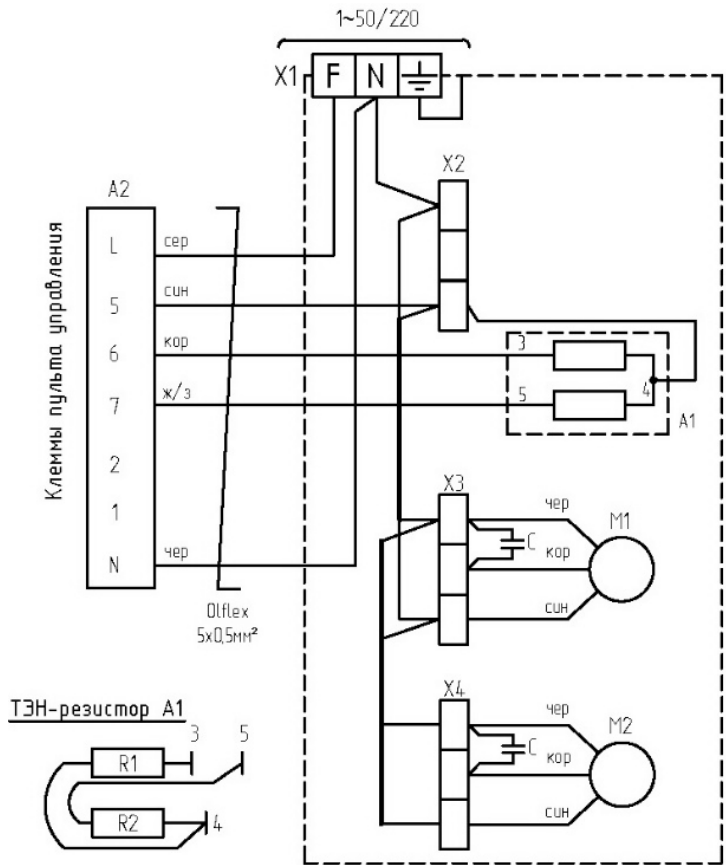 1~50/220
X1 F N
X2
A2
Клеммы пульта управления
L сер
5 син
6 кор
7 ж/з
2
1
N чер
3
5
4
A1
Olflex
5х0,5мм²
X3
чер
C
кор
син
M1
X4
чер
C
кор
син
M2
ТЭН-резистор А1
3 5
R1
R2
4